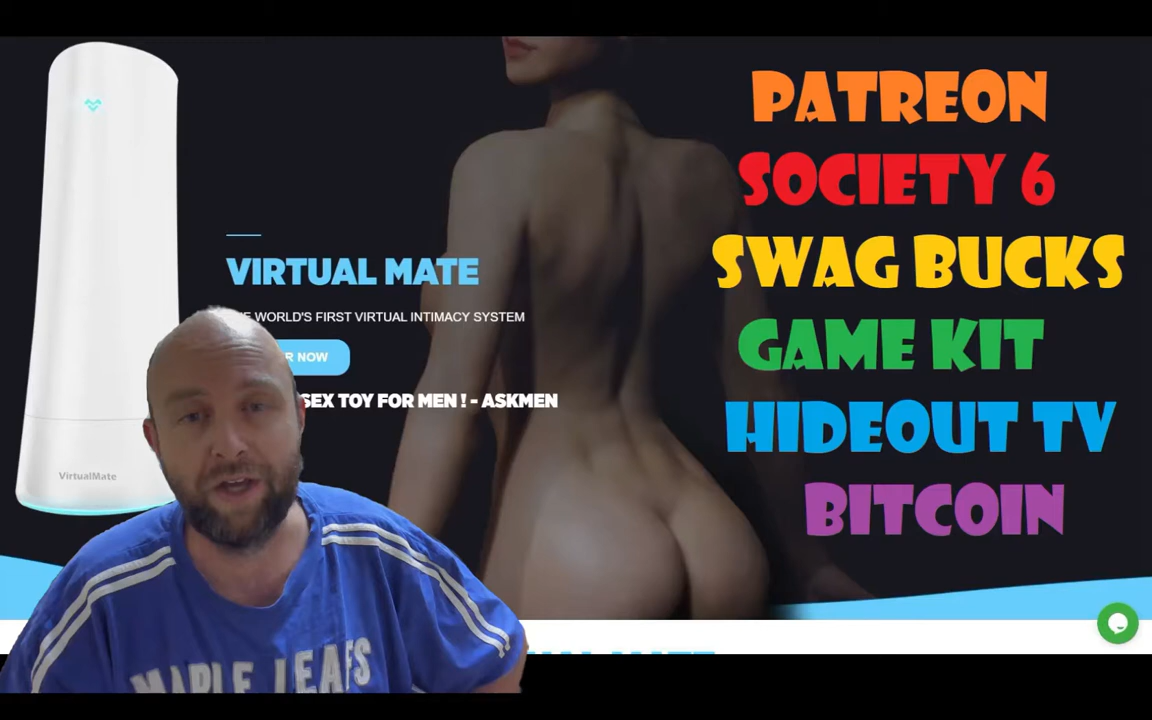 PATREON
SOCIETY 6
SWAG BUCKS
GAME KIT
HIDEOUT TV
BITCOIN
VIRTUAL MATE
WORLD'S FIRST VIRTUAL INTIMACY SYSTEM
NOW
SEX TOY FOR MEN ! - ASKMEN
VirtualMate
MAPLE LEAFS